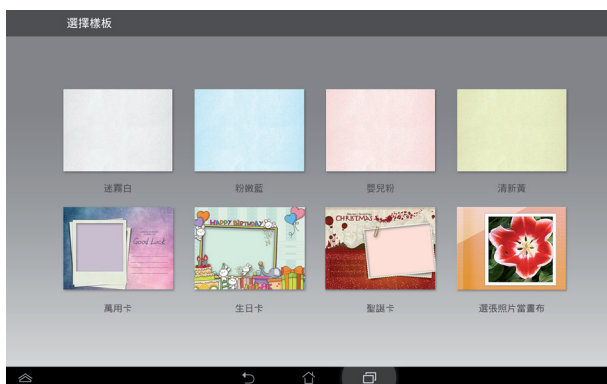 選擇樣板
迷霧白
粉嫩藍
嬰兒粉
清新黃
Good Luck
HAPPY BIRTHDAY
CHRISTMAS
萬用卡
生日卡
聖誕卡
選張照片當畫布